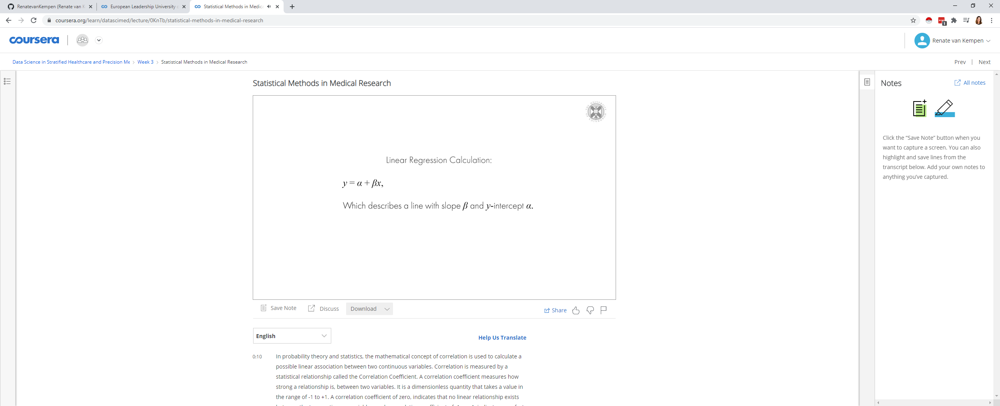 RenatevanKempen (Renate van K
European Leadership University
Statistical Methods in Medica
coursera.org/learn/datascimed/lecture/0KnTb/statistical-methods-in-medical-research
1
coursera
Renate van Kempen
Data Science in Stratified Healthcare and Precision Me
Week 3
Statistical Methods in Medical Research
Prev | Next
Statistical Methods in Medical Research
THE UNIVERSITY OF EDINBURGH
Linear Regression Calculation:
y = α + βx,
Which describes a line with slope β and y-intercept α.
Save Note
Discuss
Download
Share
English
Help Us Translate
0:10
In probability theory and statistics, the mathematical concept of correlation is used to calculate a
possible linear association between two continuous variables. Correlation is measured by a
statistical relationship called the Correlation Coefficient. A correlation coefficient measures how
strong a relationship is, between two variables. It is a dimensionless quantity that takes a value in
the range of -1 to +1. A correlation coefficient of zero, indicates that no linear relationship exists
Notes
All notes
Click the “Save Note” button when you
want to capture a screen. You can also
highlight and save lines from the
transcript below. Add your own notes to
anything you’ve captured.